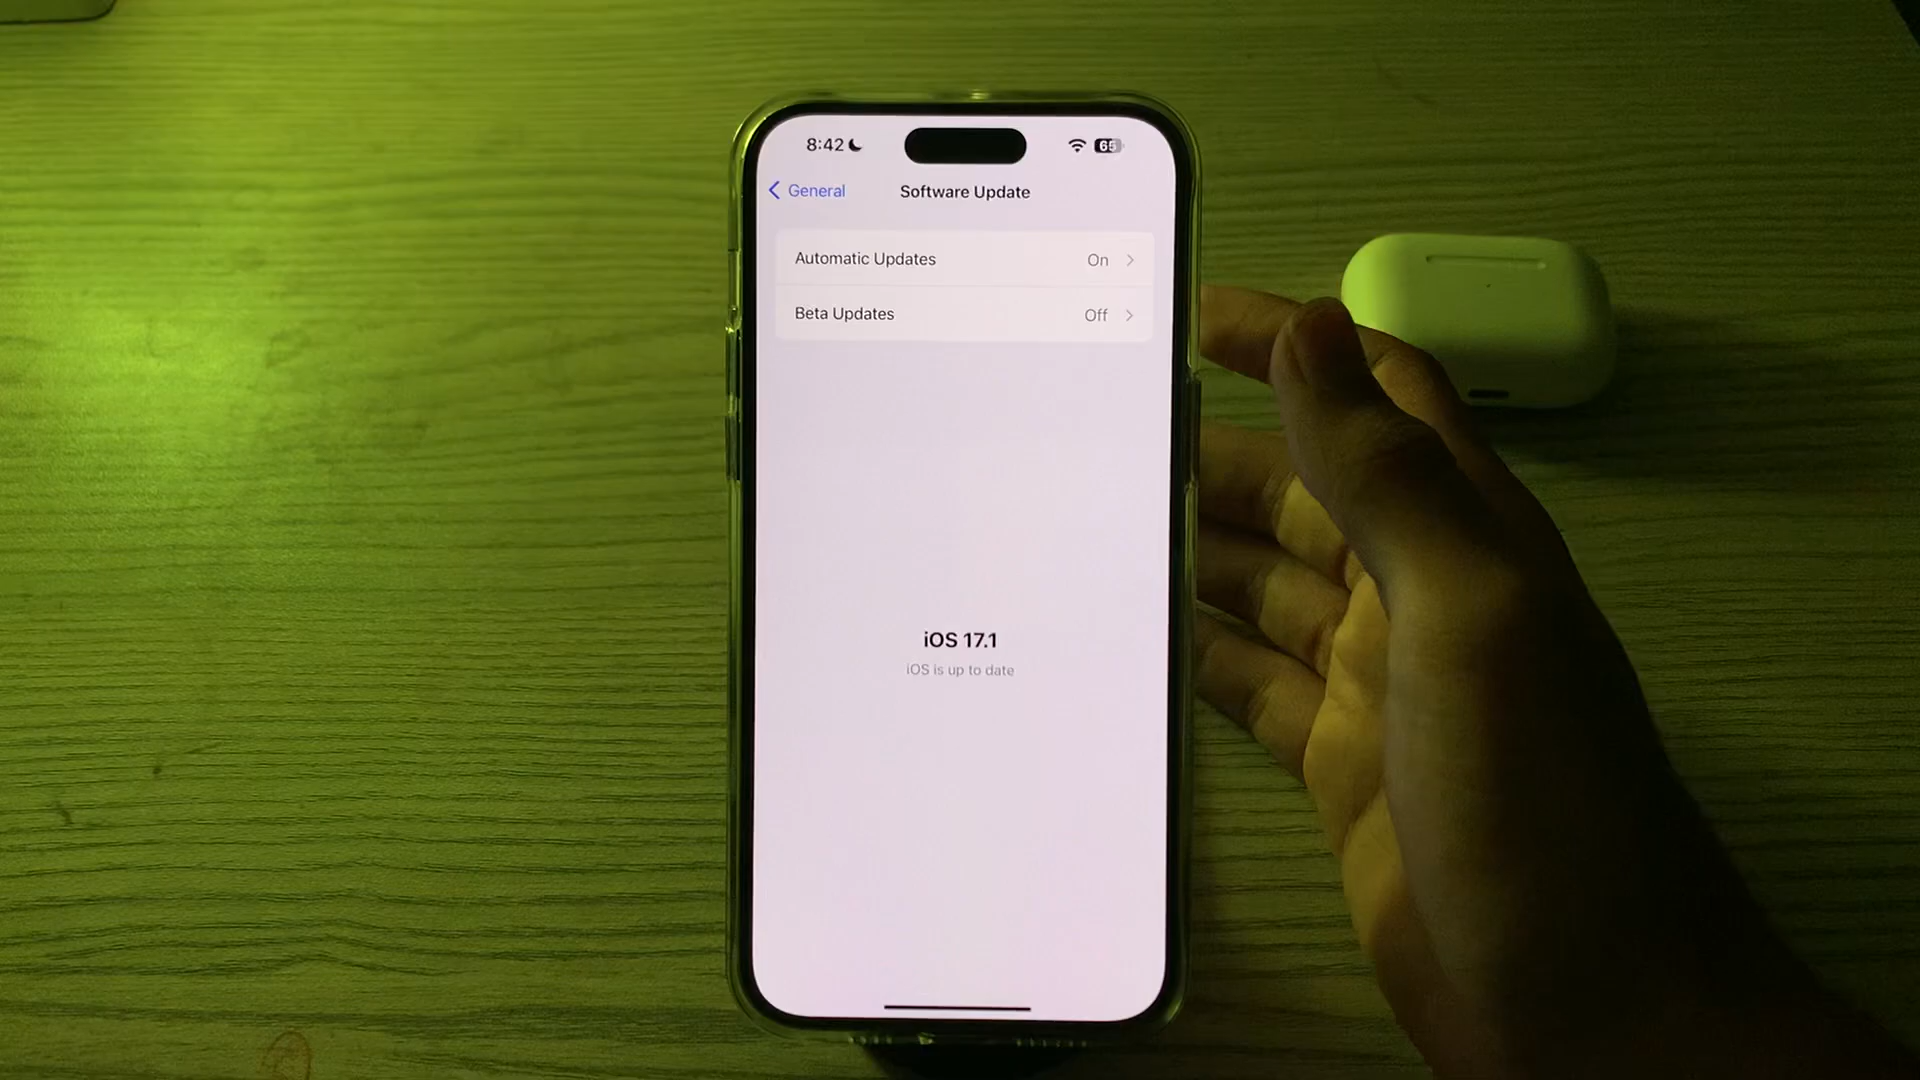 8:42
65
General
Software Update
Automatic Updates On
Beta Updates Off
iOS 17.1
iOS is up to date